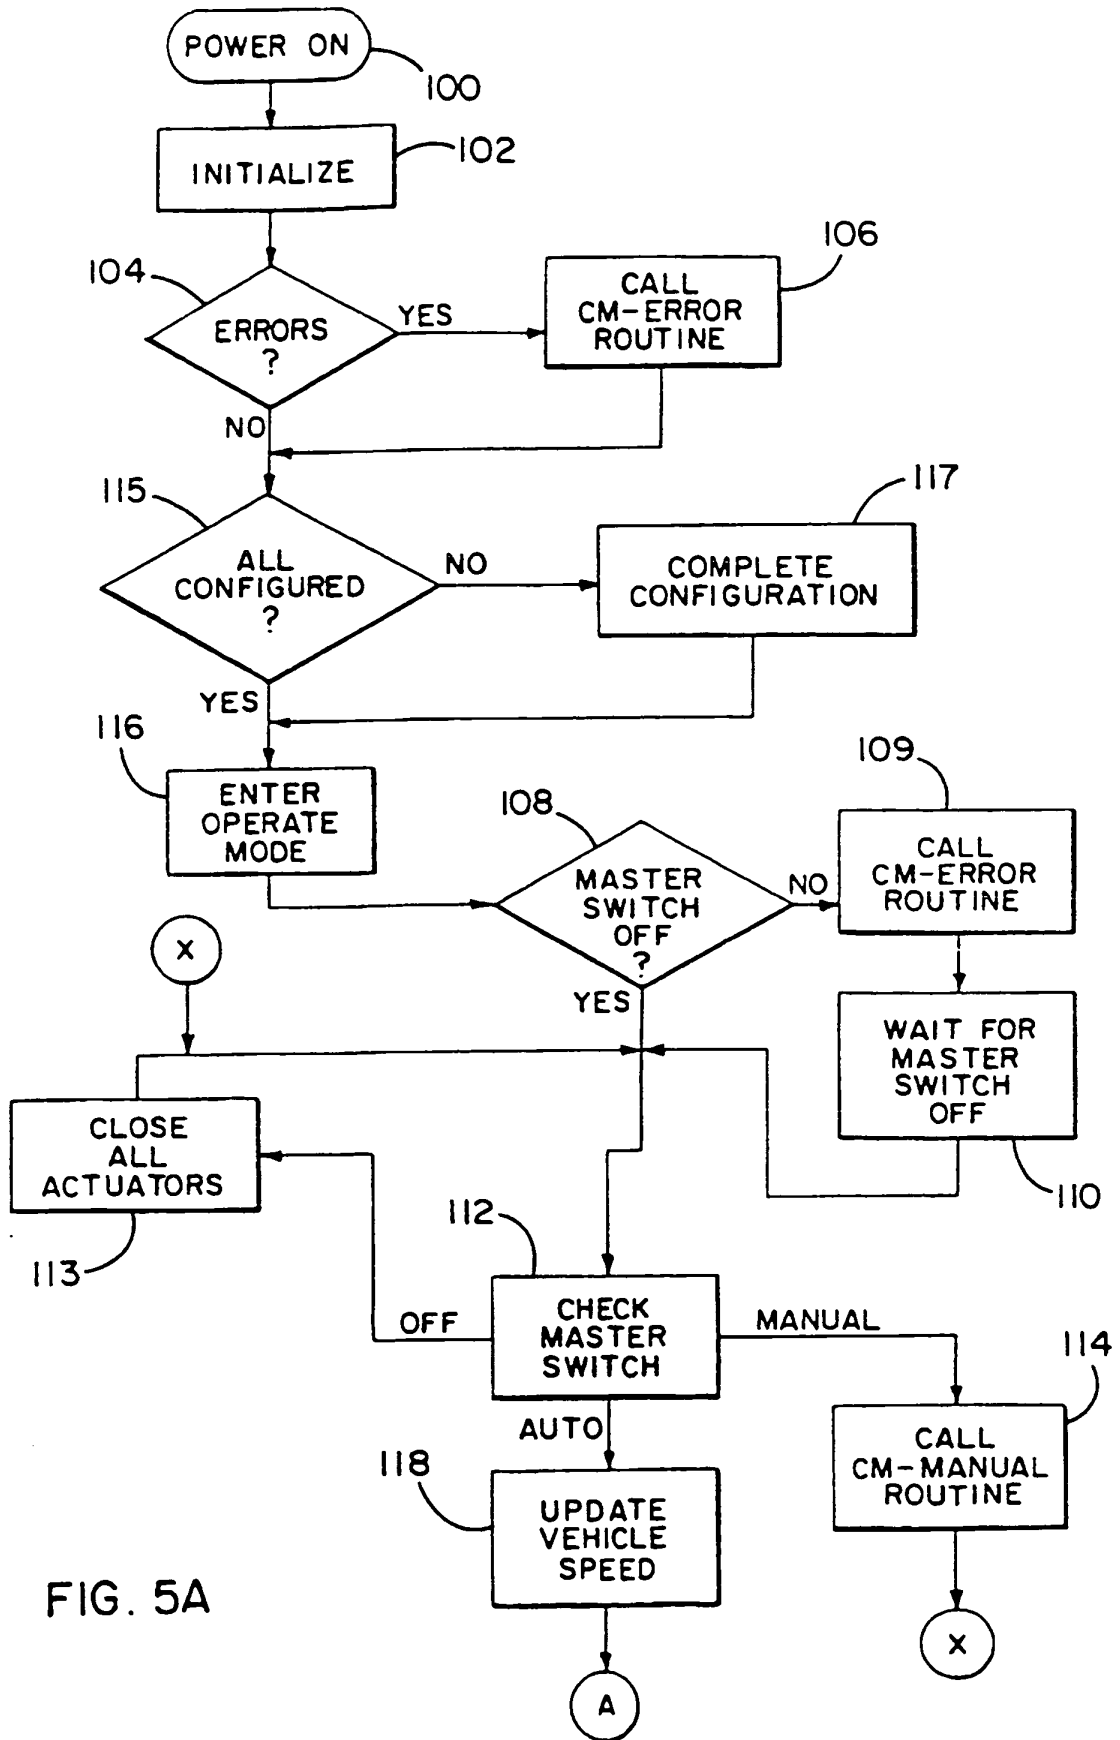 POWER ON
100
INITIALIZE
102
104
ERRORS
?
YES
NO
106
CALL
CM-ERROR
ROUTINE
115
ALL
CONFIGURED
?
NO
YES
117
COMPLETE
CONFIGURATION
116
ENTER
OPERATE
MODE
108
MASTER
SWITCH
OFF
?
NO
YES
109
CALL
CM-ERROR
ROUTINE
WAIT FOR
MASTER
SWITCH
OFF
110
X
CLOSE
ALL
ACTUATORS
113
112
CHECK
MASTER
SWITCH
OFF
MANUAL
AUTO
114
CALL
CM-MANUAL
ROUTINE
X
118
UPDATE
VEHICLE
SPEED
A
FIG. 5A